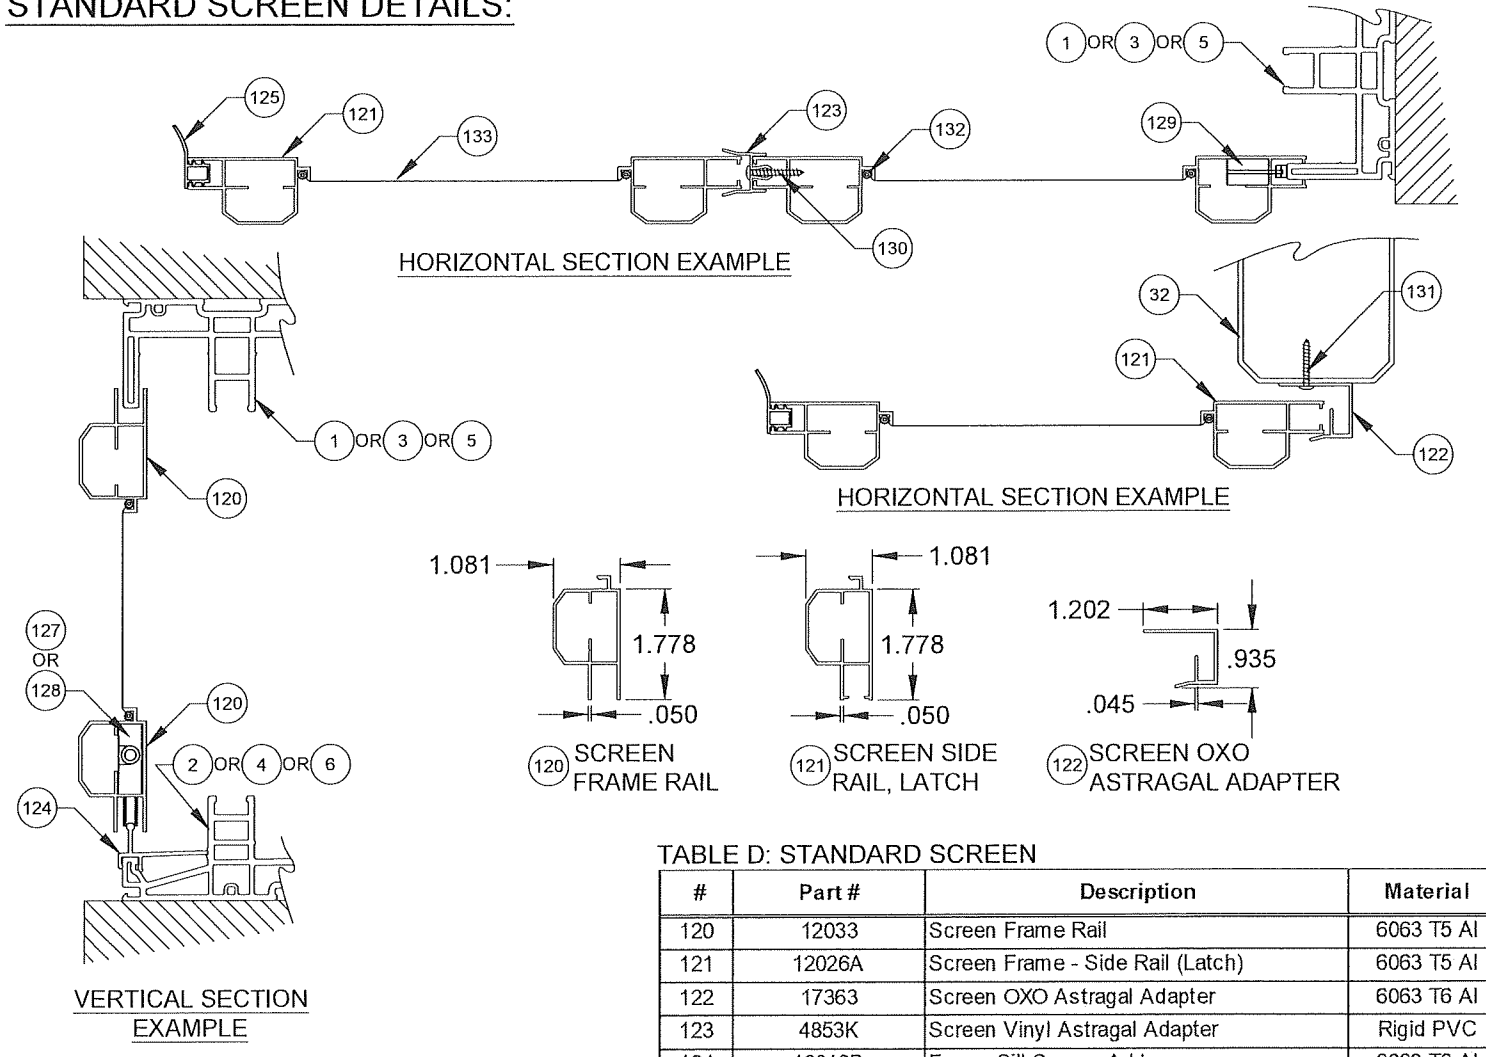 STANDARD SCREEN DETAILS:
1 OR 3 OR 5
125
121
133
123
132
129
130
HORIZONTAL SECTION EXAMPLE
32
131
121
122
HORIZONTAL SECTION EXAMPLE
1 OR 3 OR 5
120
127
OR
128
120
2 OR 4 OR 6
124
VERTICAL SECTION
EXAMPLE
1.081
1.778
.050
120 SCREEN
FRAME RAIL
1.081
1.778
.050
121 SCREEN SIDE
RAIL, LATCH
1.202
.935
.045
122 SCREEN OXO
ASTRAGAL ADAPTER
TABLE D: STANDARD SCREEN
# Part # Description Material
120 12033 Screen Frame Rail 6063 T5 Al
121 12026A Screen Frame - Side Rail (Latch) 6063 T5 Al
122 17363 Screen OXO Astragal Adapter 6063 T6 Al
123 4853K Screen Vinyl Astragal Adapter Rigid PVC